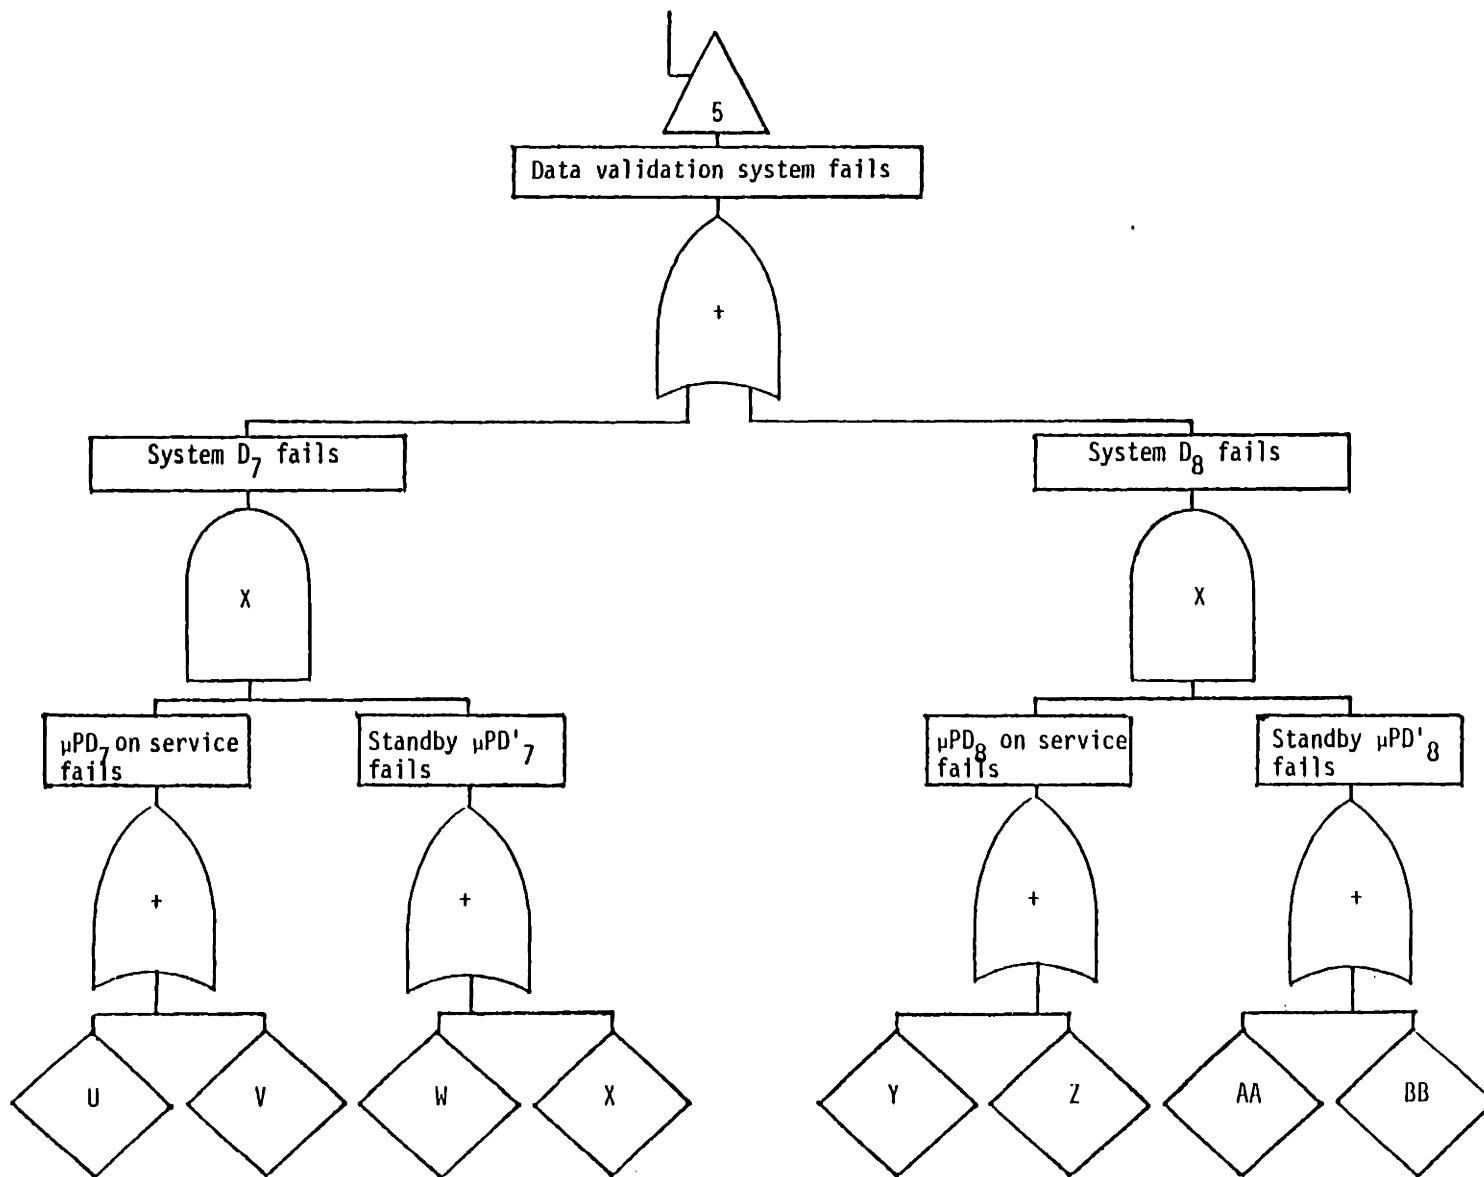 5
Data validation system fails
+
System D₇ fails
System D₈ fails
X
X
μPD₇ on service
fails
Standby μPD'₇
fails
μPD₈ on service
fails
Standby μPD'₈
fails
+
+
+
+
U
V
W
X
Y
Z
AA
BB